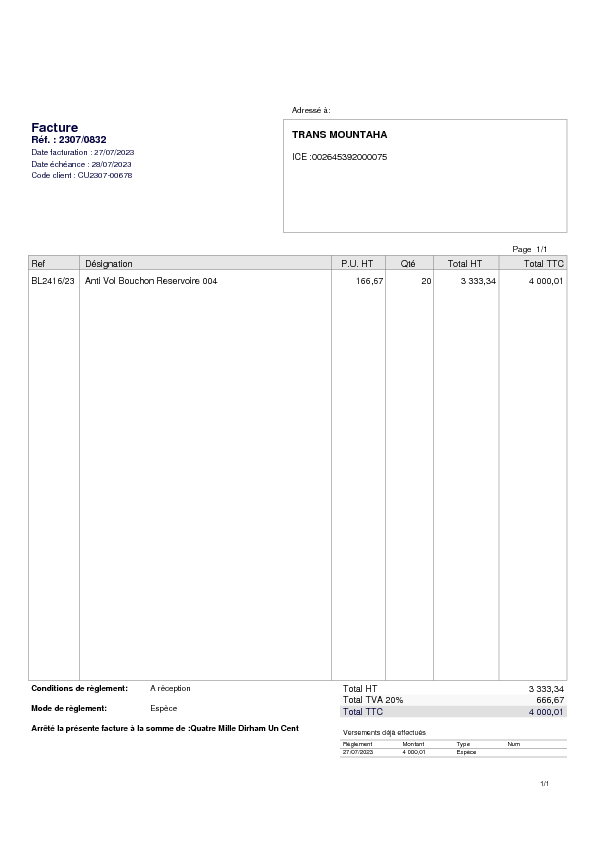 Adressé à:
Facture
Réf. : 2307/0832
Date facturation : 27/07/2023
Date échéance : 28/07/2023
Code client : CU2307-00678
TRANS MOUNTAHA
ICE :002645392000075
Page 1/1
Ref Désignation P.U. HT Qté Total HT Total TTC
BL2416/23 Anti Vol Bouchon Reservoire 004 166,67 20 3 333,34 4 000,01
Conditions de règlement: A réception
Total HT 3 333,34
Total TVA 20% 666,67
Mode de règlement: Espèce
Total TTC 4 000,01
Arrêté la présente facture à la somme de :Quatre Mille Dirham Un Cent
Versements déjà effectués
Règlement Montant Type Num
27/07/2023 4 000,01 Espèce
1/1